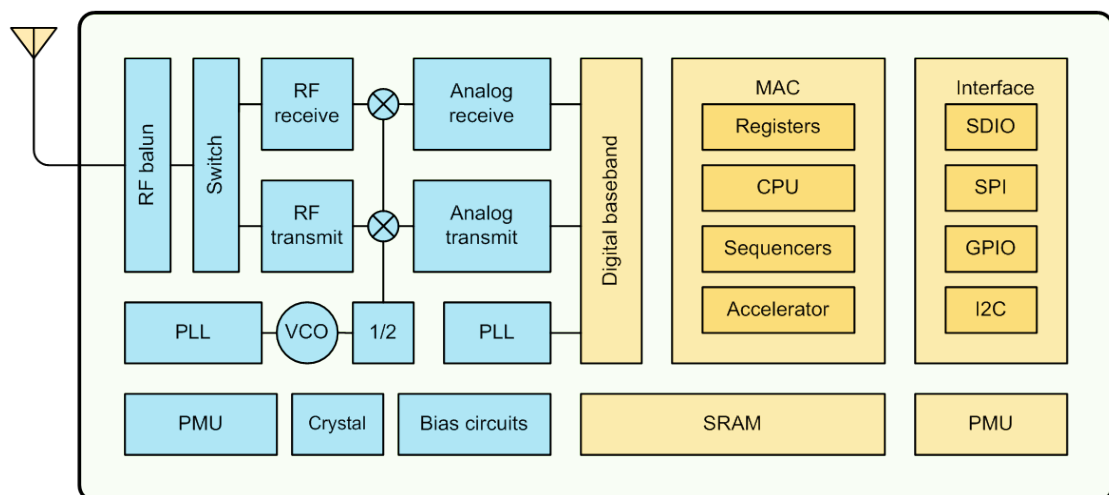 RF balun
Switch
RF
receive
Analog
receive
RF
transmit
Analog
transmit
PLL
VCO
1/2
PLL
Digital baseband
MAC
Registers
CPU
Sequencers
Accelerator
Interface
SDIO
SPI
GPIO
I2C
PMU
Crystal
Bias circuits
SRAM
PMU